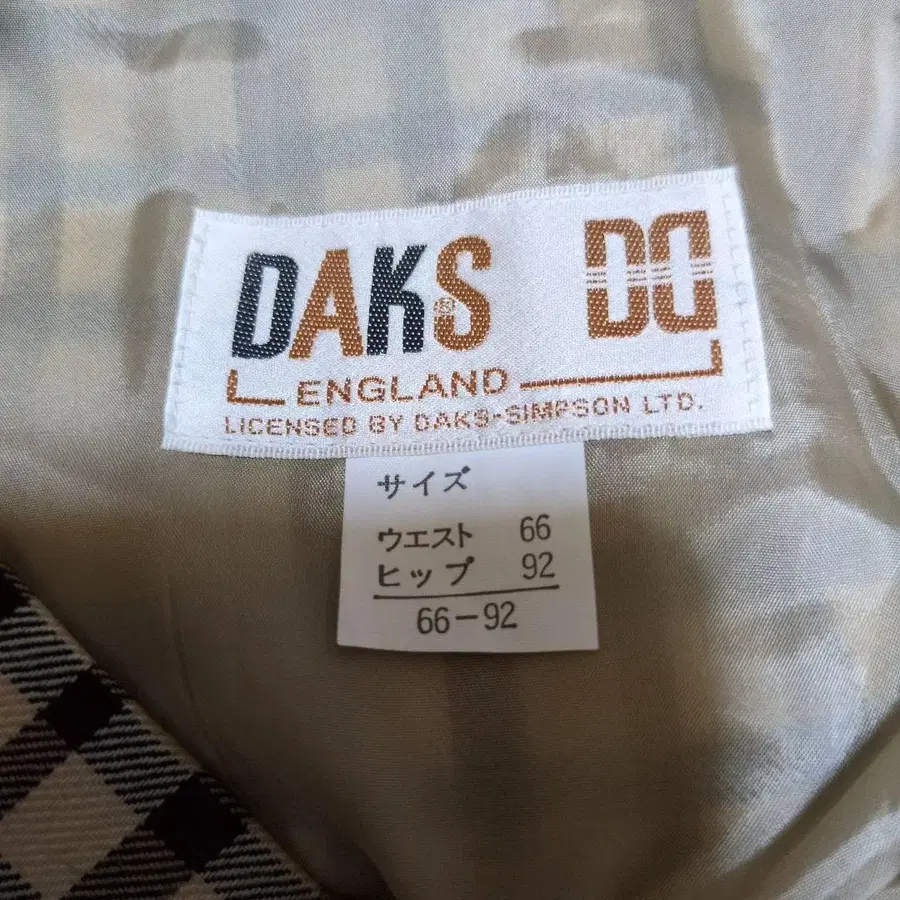 DAKS® DD
ENGLAND
LICENSED BY DAKS-SIMPSON LTD.
サイズ
ウエスト 66
ヒップ 92
66-92